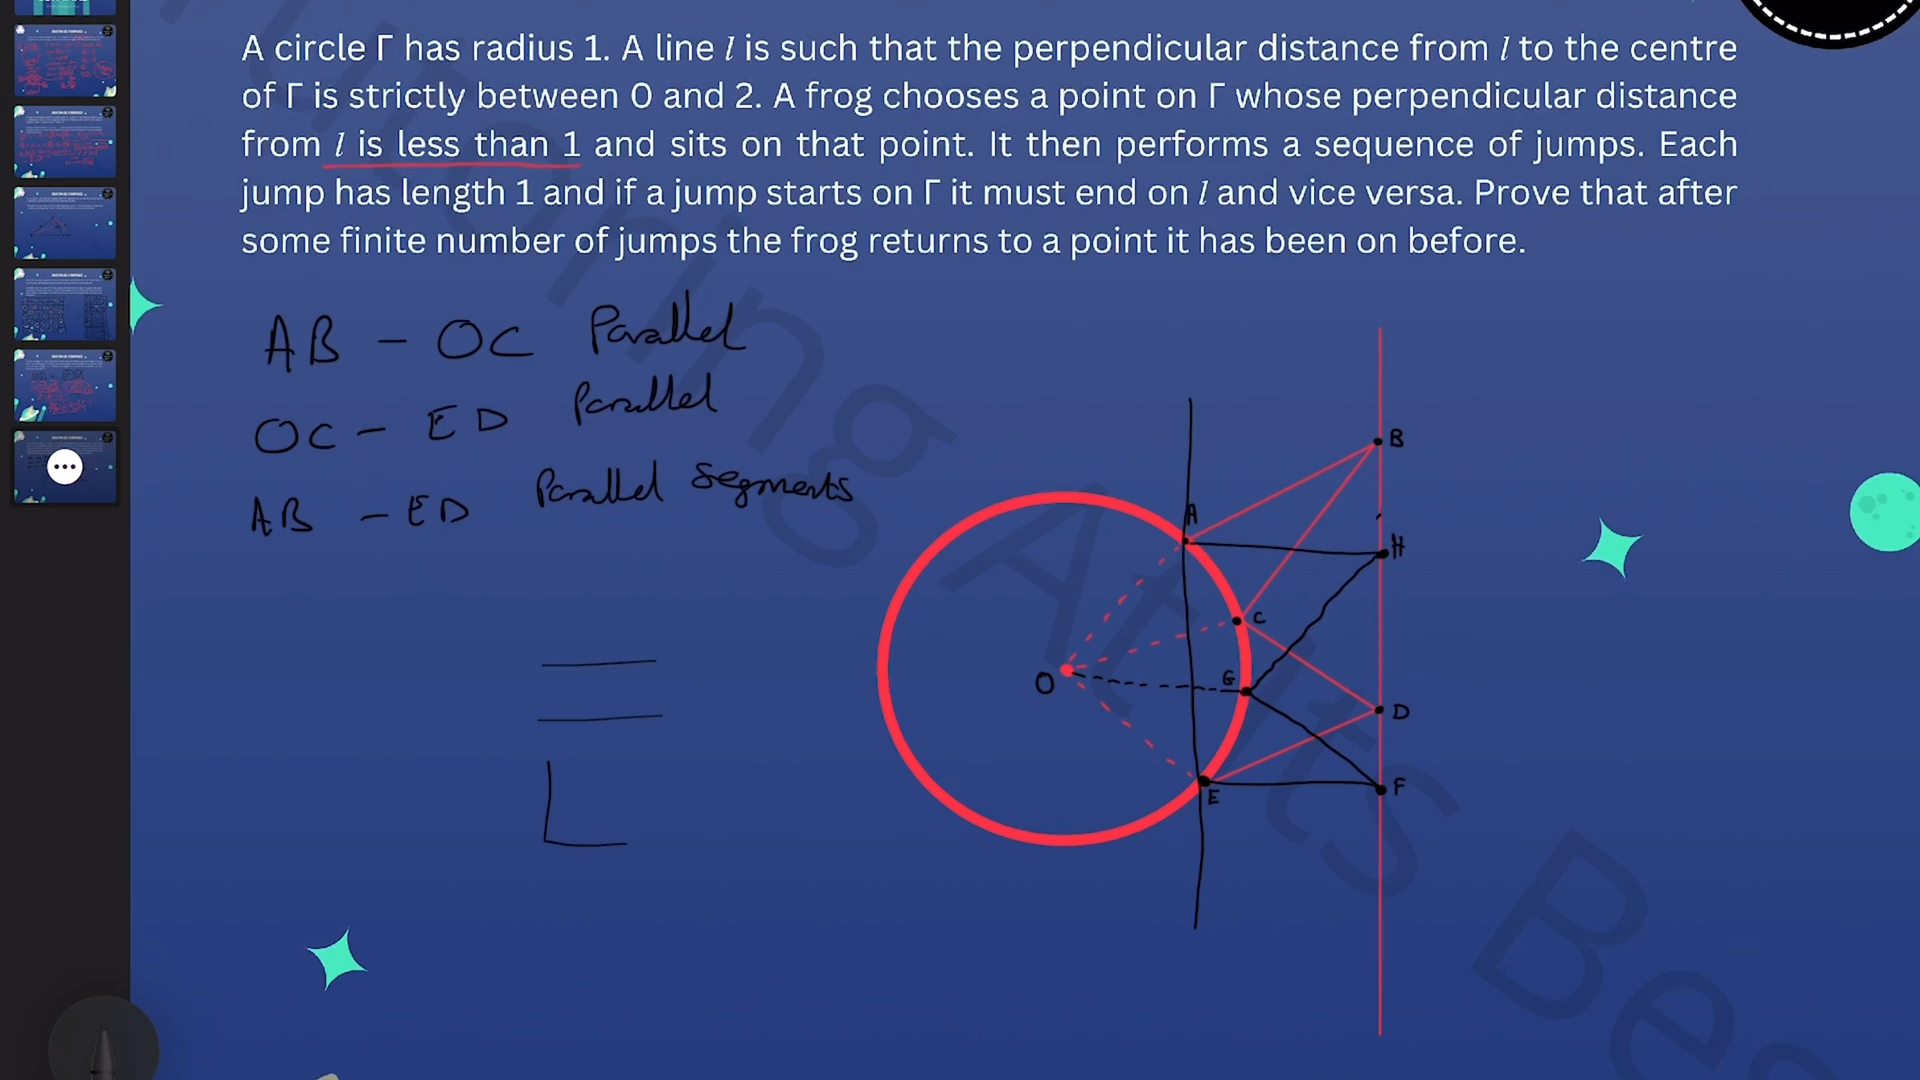 A circle Γ has radius 1. A line l is such that the perpendicular distance from l to the centre
of Γ is strictly between 0 and 2. A frog chooses a point on Γ whose perpendicular distance
from l is less than 1 and sits on that point. It then performs a sequence of jumps. Each
jump has length 1 and if a jump starts on Γ it must end on l and vice versa. Prove that after
some finite number of jumps the frog returns to a point it has been on before.
AB - OC Parallel
OC - ED Parallel
AB - ED Parallel Segments
B
A
H
C
O
G
D
E
F
Tutoring At Its Bes